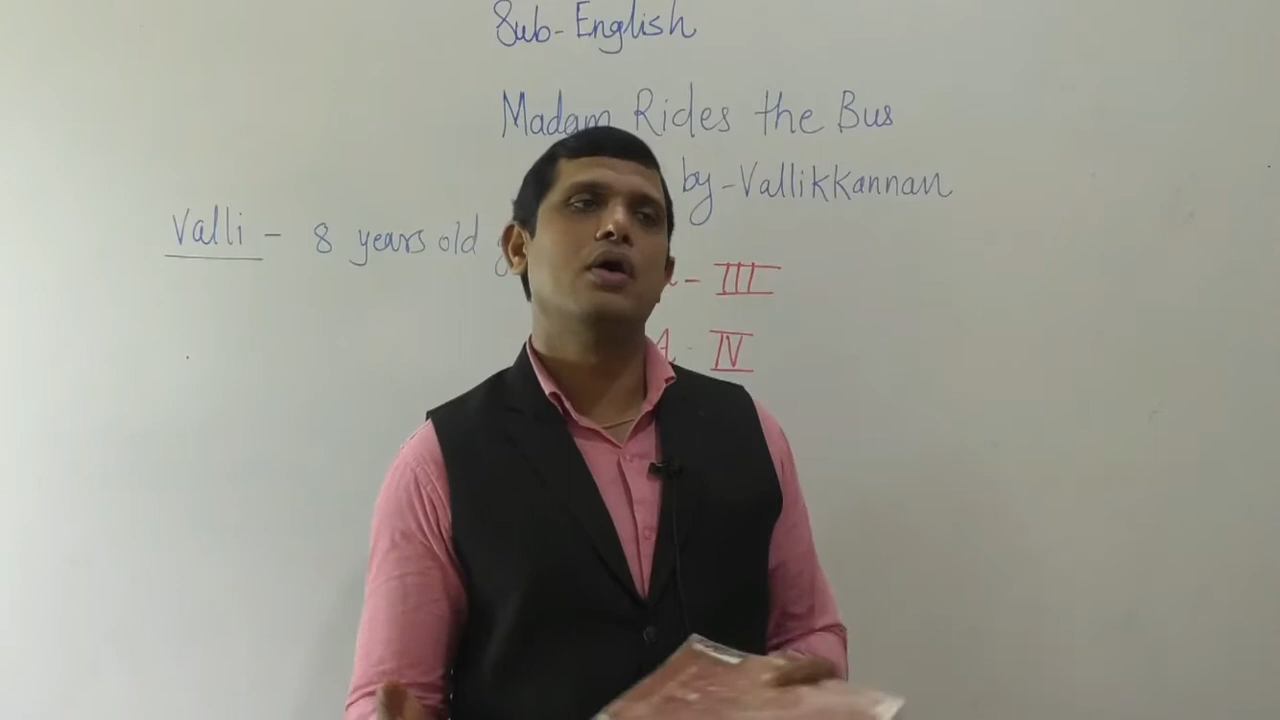 Sub-English
Madam Rides the Bus
by-Vallikkannan
Valli - 8 years old
- III
A - IV